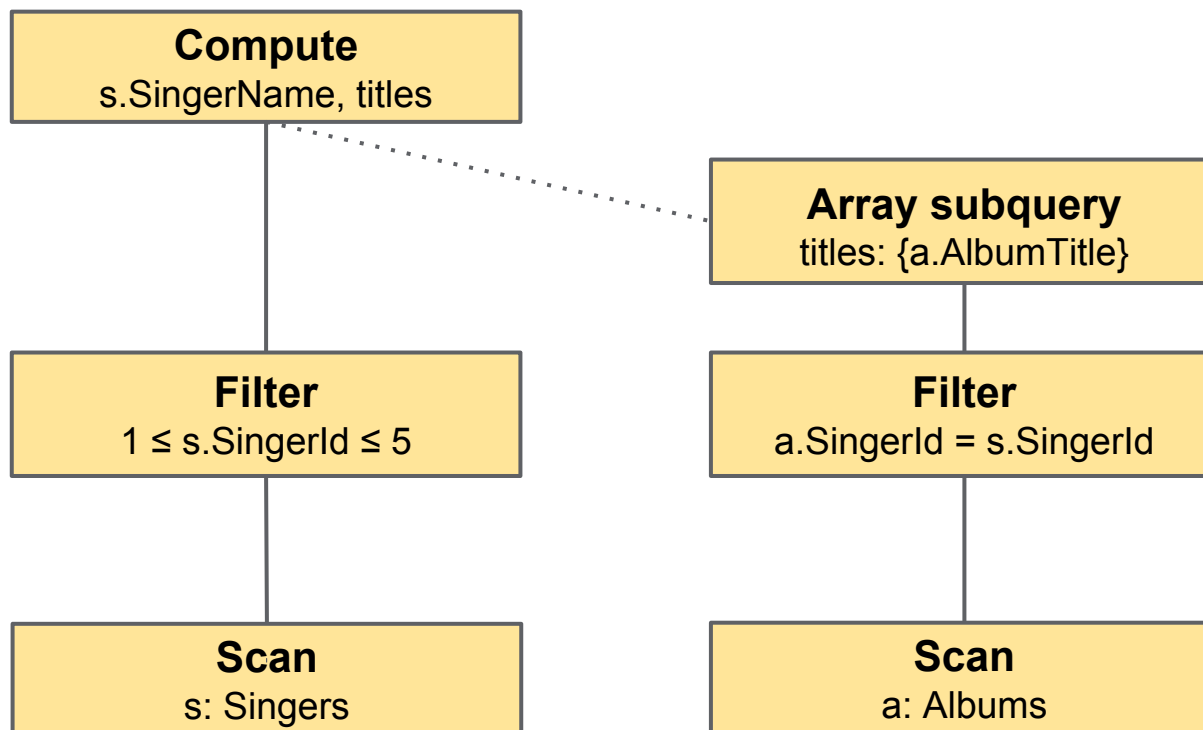 Compute
s.SingerName, titles
Array subquery
titles: {a.AlbumTitle}
Filter
1 ≤ s.SingerId ≤ 5
Filter
a.SingerId = s.SingerId
Scan
s: Singers
Scan
a: Albums